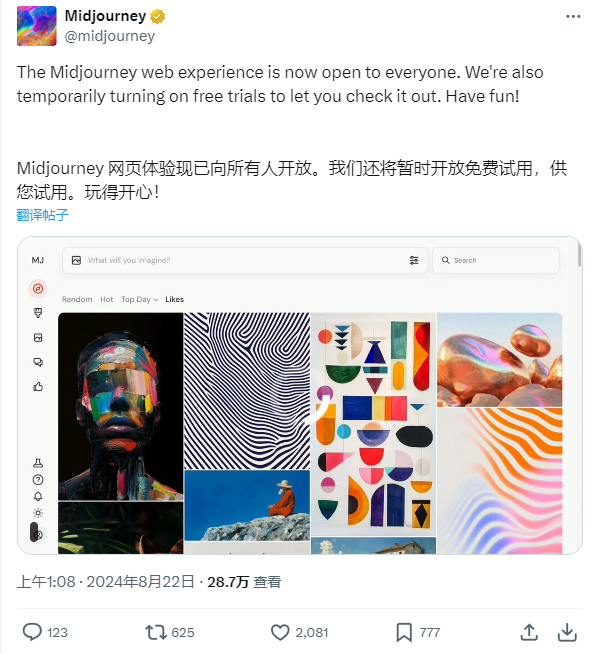 Midjourney
@midjourney
The Midjourney web experience is now open to everyone. We're also
temporarily turning on free trials to let you check it out. Have fun!
Midjourney 网页体验现已向所有人开放。我们还将暂时开放免费试用，供
您试用。玩得开心！
翻译帖子
MJ
What will you imagine?
Search
Random Hot Top Day Likes
上午1:08 · 2024年8月22日 · 28.7万 查看
123 625 2,081 777